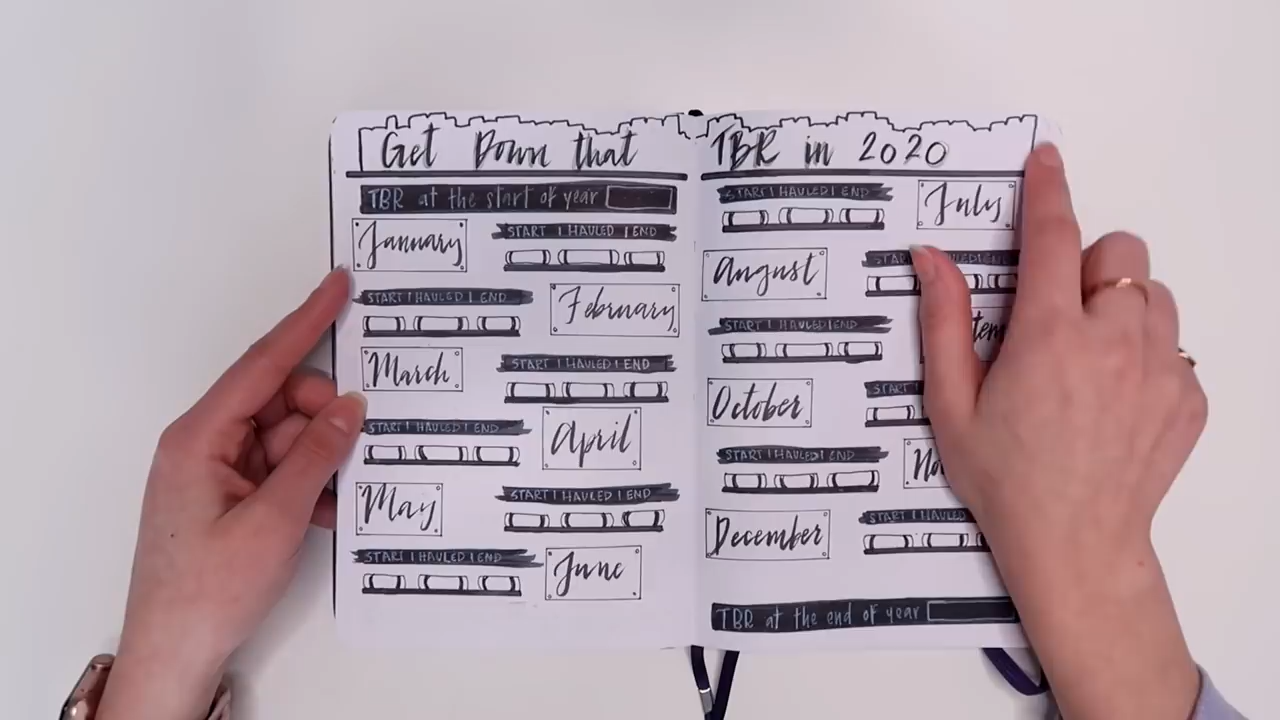 Get Down that TBR in 2020
TBR at the start of year
January
START | HAULED | END
START | HAULED | END
February
March
START | HAULED | END
START | HAULED | END
April
May
START | HAULED | END
START | HAULED | END
June
START | HAULED | END
July
August
START | HAULED | END
October
START | HAULED | END
December
START | HAULED
TBR at the end of year